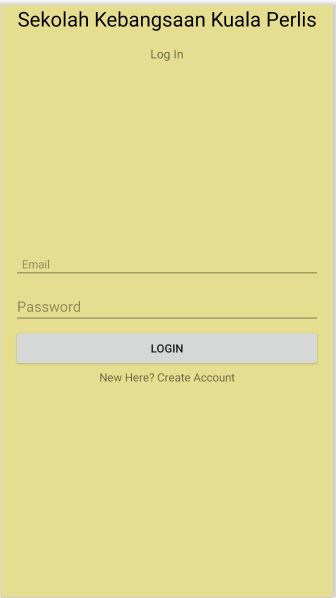 Sekolah Kebangsaan Kuala Perlis
Log In
Email
Password
LOGIN
New Here? Create Account